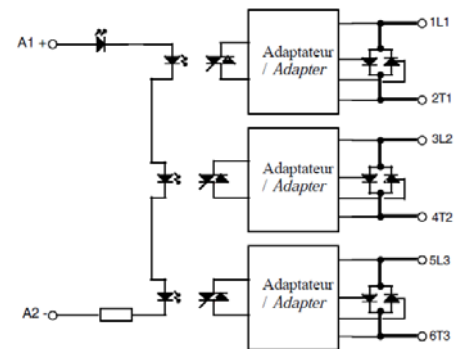 A1 +
Adaptateur
/ Adapter
1L1
2T1
Adaptateur
/ Adapter
3L2
4T2
A2 -
Adaptateur
/ Adapter
5L3
6T3